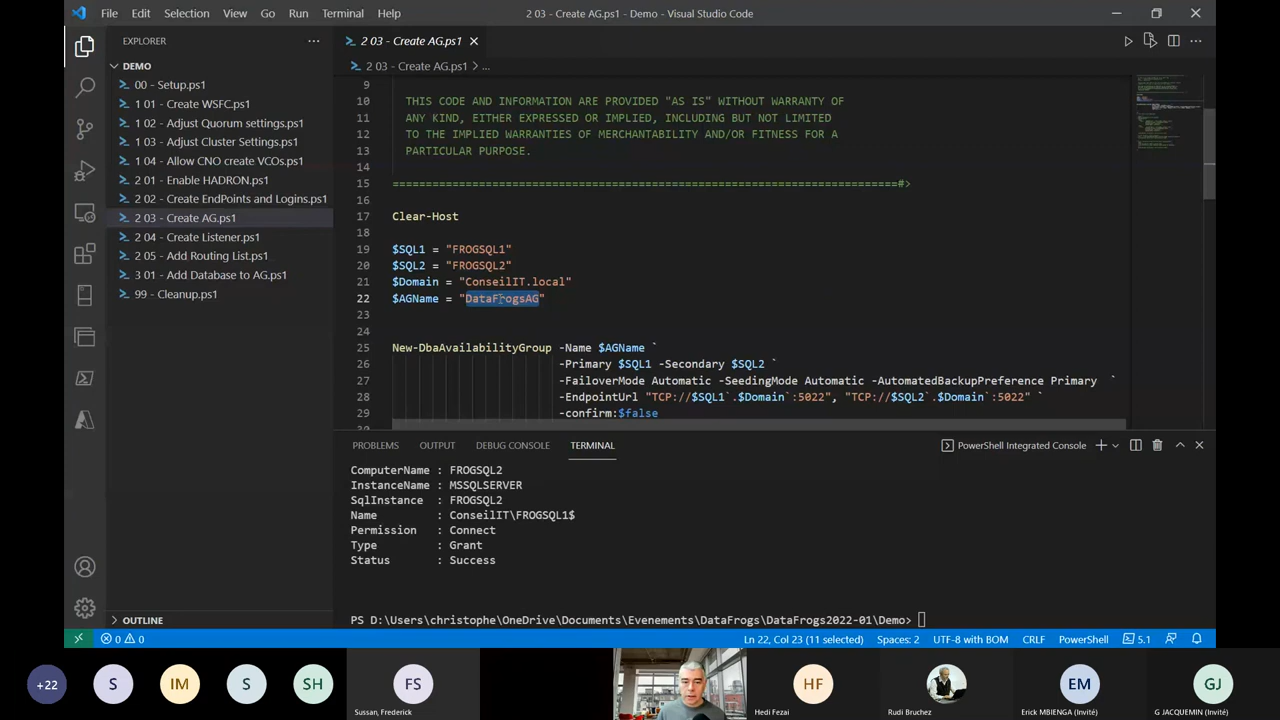 File Edit Selection View Go Run Terminal Help
2 03 - Create AG.ps1 - Demo - Visual Studio Code
EXPLORER
DEMO
00 - Setup.ps1
1 01 - Create WSFC.ps1
1 02 - Adjust Quorum settings.ps1
1 03 - Adjust Cluster Settings.ps1
1 04 - Allow CNO create VCOs.ps1
2 01 - Enable HADRON.ps1
2 02 - Create EndPoints and Logins.ps1
2 03 - Create AG.ps1
2 04 - Create Listener.ps1
2 05 - Add Routing List.ps1
3 01 - Add Database to AG.ps1
99 - Cleanup.ps1
OUTLINE
2 03 - Create AG.ps1
2 03 - Create AG.ps1 > ...
9
10 THIS CODE AND INFORMATION ARE PROVIDED "AS IS" WITHOUT WARRANTY OF
11 ANY KIND, EITHER EXPRESSED OR IMPLIED, INCLUDING BUT NOT LIMITED
12 TO THE IMPLIED WARRANTIES OF MERCHANTABILITY AND/OR FITNESS FOR A
13 PARTICULAR PURPOSE.
14
15 ============================================================================#>
16
17 Clear-Host
18
19 $SQL1 = "FROGSQL1"
20 $SQL2 = "FROGSQL2"
21 $Domain = "ConseilIT.local"
22 $AGName = "DataFrogsAG"
23
24
25 New-DbaAvailabilityGroup -Name $AGName `
26 -Primary $SQL1 -Secondary $SQL2 `
27 -FailoverMode Automatic -SeedingMode Automatic -AutomatedBackupPreference Primary `
28 -EndpointUrl "TCP://$SQL1`.$Domain`:5022", "TCP://$SQL2`.$Domain`:5022" `
29 -confirm:$false
PROBLEMS OUTPUT DEBUG CONSOLE TERMINAL
PowerShell Integrated Console
ComputerName : FROGSQL2
InstanceName : MSSQLSERVER
SqlInstance : FROGSQL2
Name : ConseilIT\FROGSQL1$
Permission : Connect
Type : Grant
Status : Success
PS D:\Users\christophe\OneDrive\Documents\Evenements\DataFrogs\DataFrogs2022-01\Demo>
0 0
Ln 22, Col 23 (11 selected) Spaces: 2 UTF-8 with BOM CRLF PowerShell 5.1
+22 S IM S SH FS HF EM GJ
Sussan, Frederick
Hedi Fezai
Rudi Bruchez
Erick MBIENGA (Invité)
G JACQUEMIN (Invité)